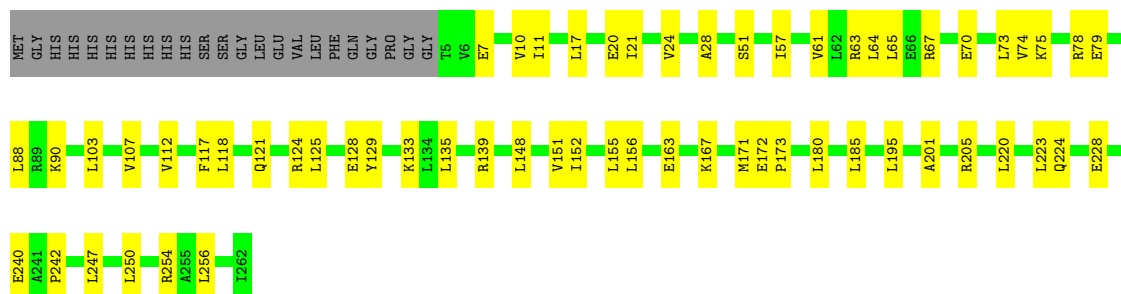 MET GLY HIS HIS HIS HIS HIS HIS HIS HIS SER SER GLY LEU GLU VAL LEU PHE GLN GLY PRO GLY GLY T5 V6 E7 V10 I11 L17 E20 I21 V24 A28 S51 I57 V61 L62 R63 L64 L65 E66 R67 E70 L73 V74 K75 R78 E79
L88 R89 K90 L103 V107 V112 F117 L118 Q121 R124 L125 E128 Y129 K133 L134 L135 R139 L148 V151 I152 L155 L156 E163 K167 M171 E172 P173 L180 L185 L195 A201 R205 L220 L223 Q224 E228
E240 A241 P242 L247 L250 R254 A255 L256 I262